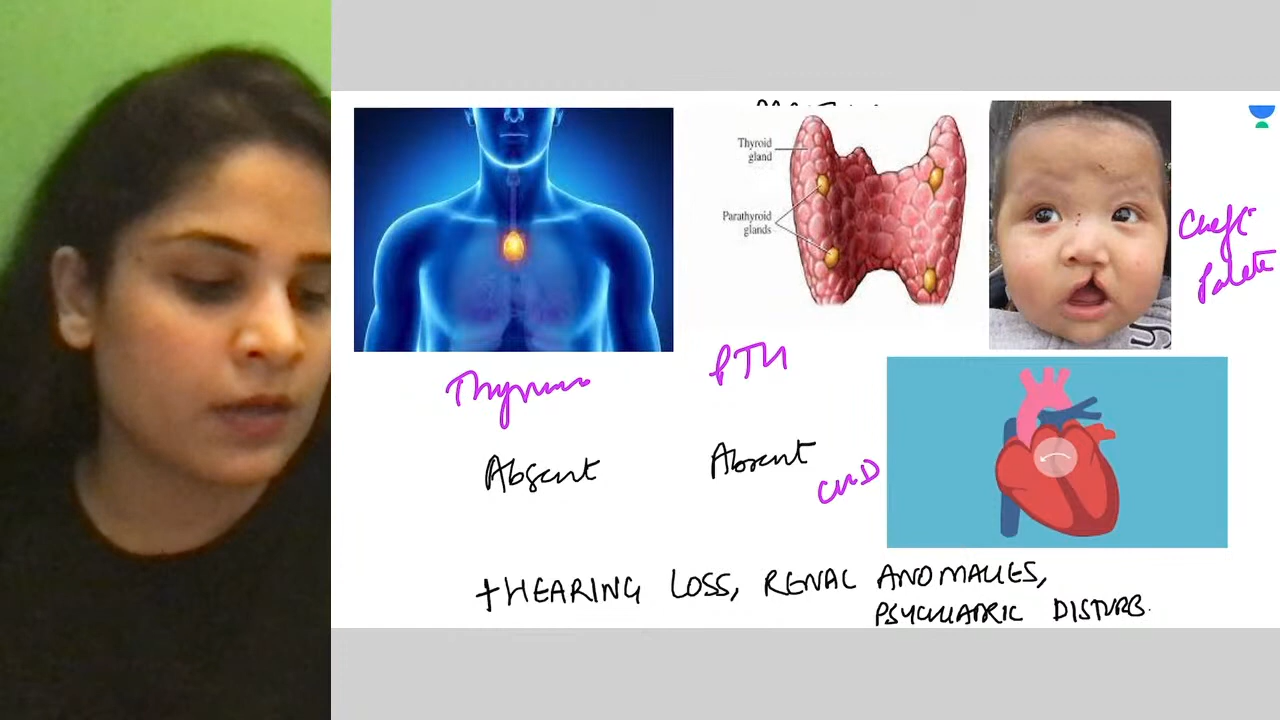 Thyroid
gland
Parathyroid
glands
Cleft
Palate
Thymus
PTH
Absent
Absent
CHD
+HEARING LOSS, RENAL ANOMALIES,
PSYCHIATRIC DISTURB.